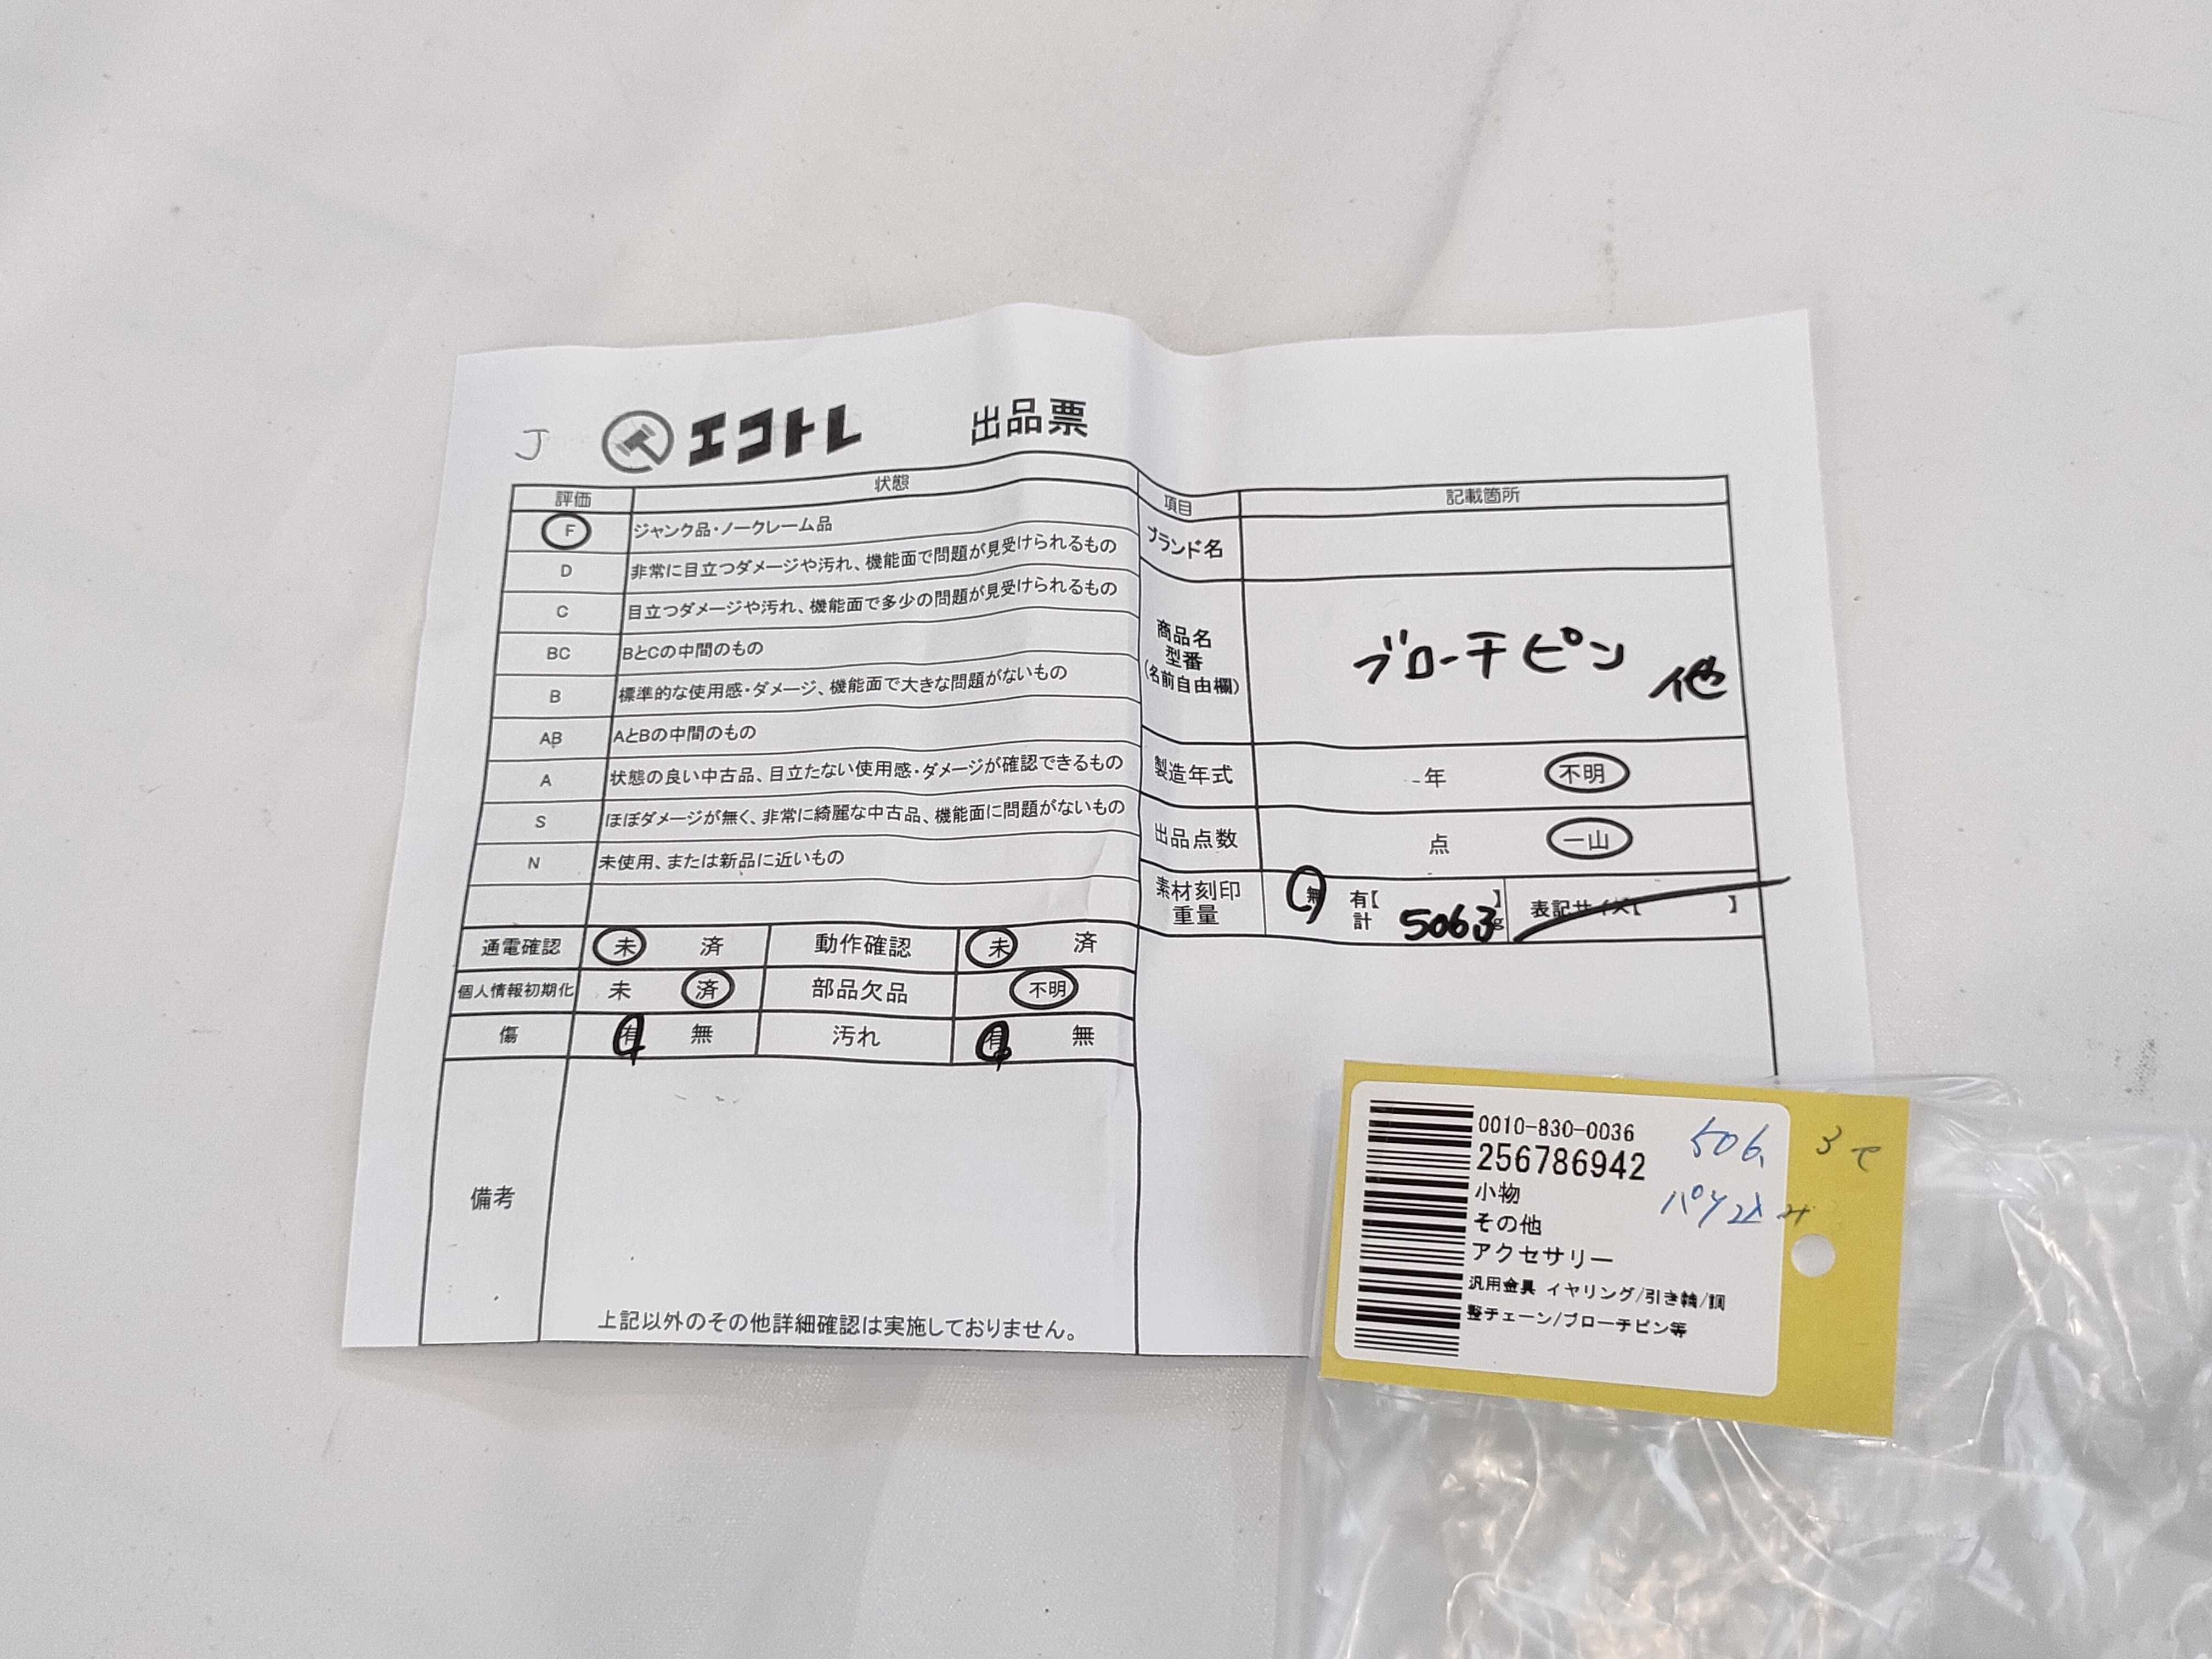 J エコトレ 出品票
評価 状態
F ジャンク品・ノークレーム品
D 非常に目立つダメージや汚れ、機能面で問題が見受けられるもの
C 目立つダメージや汚れ、機能面で多少の問題が見受けられるもの
BC BとCの中間のもの
B 標準的な使用感・ダメージ、機能面で大きな問題がないもの
AB AとBの中間のもの
A 状態の良い中古品、目立たない使用感・ダメージが確認できるもの
S ほぼダメージが無く、非常に綺麗な中古品、機能面に問題がないもの
N 未使用、または新品に近いもの
通電確認 未 済 動作確認 未 済
個人情報初期化 未 済 部品欠品 不明
傷 有 無 汚れ 有 無
備考
上記以外のその他詳細確認は実施しておりません。
項目 記載箇所
ブランド名
商品名
型番
(名前自由欄)
ブローチピン 他
製造年式 年 不明
出品点数 点 一山
素材刻印 無 有【 】
重量 計 5063g
表記サイズ【 】
0010-830-0036
256786942
小物
その他
アクセサリー
汎用金具 イヤリング/引き輪/調
整チェーン/ブローチピン等
506.
パケ込み